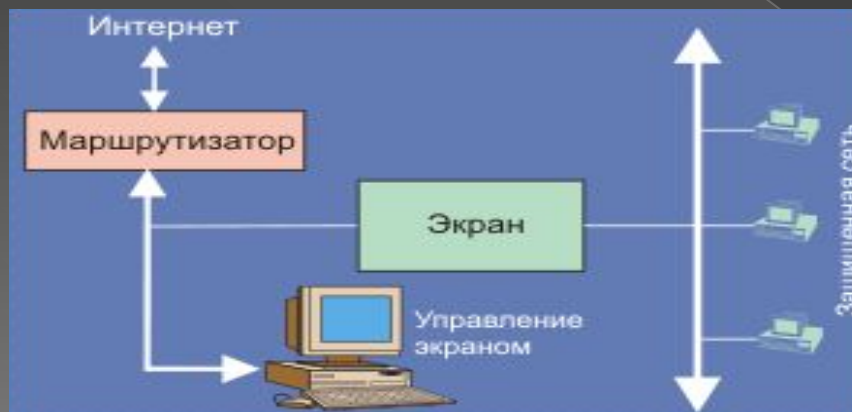 Интернет
Маршрутизатор
Экран
Управление
экраном
Защищенная сеть